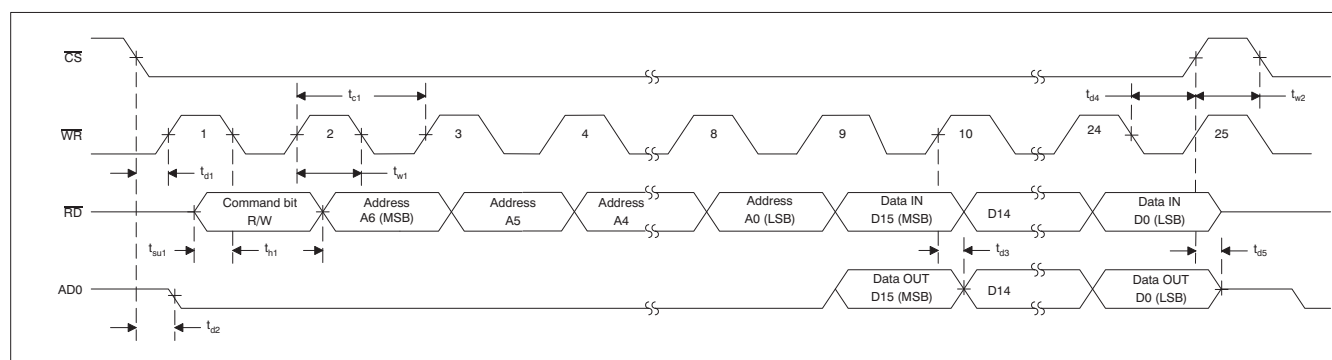 CS
t_c1
t_d4
t_w2
WR
1
2
3
4
8
9
10
24
25
t_d1
t_w1
RD
Command bit
R/W
Address
A6 (MSB)
Address
A5
Address
A4
Address
A0 (LSB)
Data IN
D15 (MSB)
D14
Data IN
D0 (LSB)
t_su1
t_h1
t_d3
t_d5
AD0
Data OUT
D15 (MSB)
D14
Data OUT
D0 (LSB)
t_d2